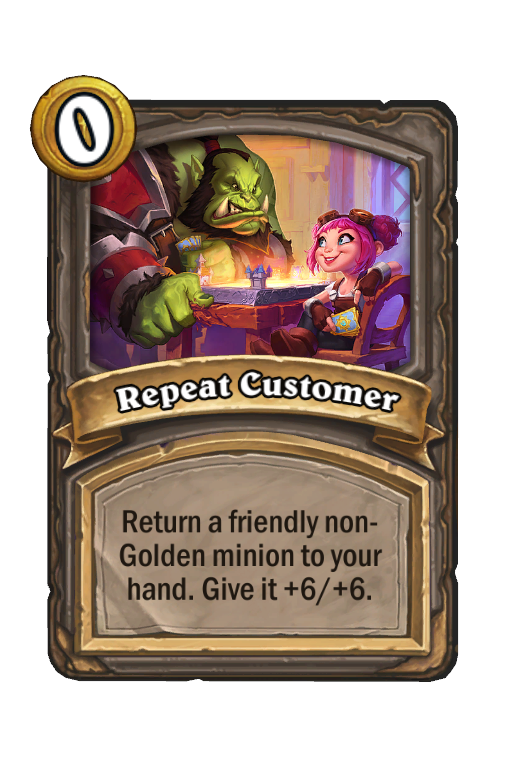 0
Repeat Customer
Return a friendly non-
Golden minion to your
hand. Give it +6/+6.